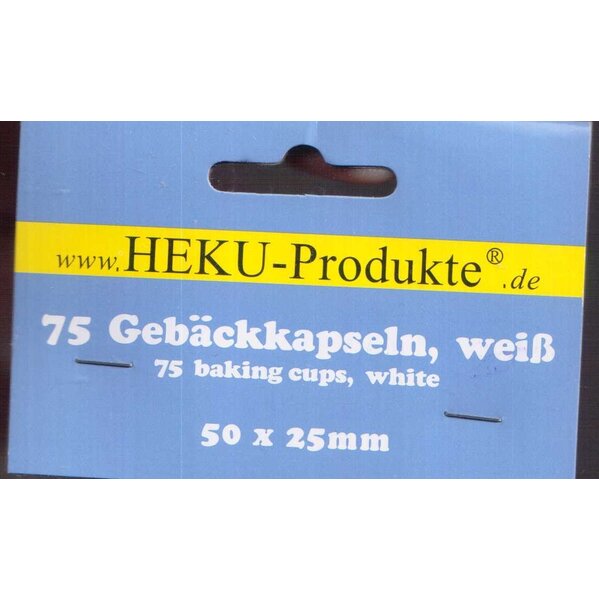 www.HEKU-Produkte®.de
75 Gebäckkapseln, weiß
75 baking cups, white
50 x 25mm